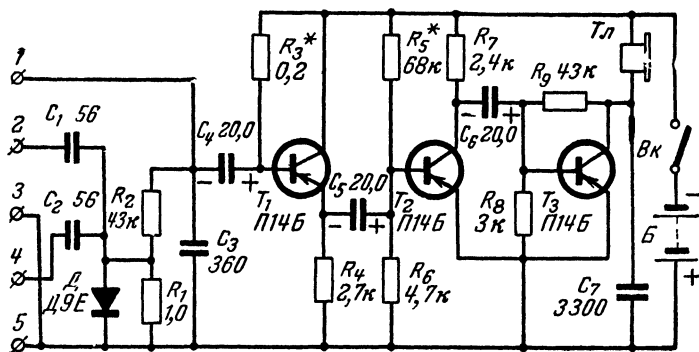 1
2
3
4
5
C₁ 56
C₂ 56
R₂
43к
Д
Д9Е
R₁
1,0
C₃
360
C₄ 20,0
- +
R₃*
0,2
T₁
П14Б
C₅ 20,0
- +
R₄
2,7к
R₅*
68к
R₆
4,7к
T₂
П14Б
R₇
2,4к
- +
C₆ 20,0
R₈
3к
R₉ 43к
T₃
П14Б
Тл
C₇
3300
Вк
Б
-
+